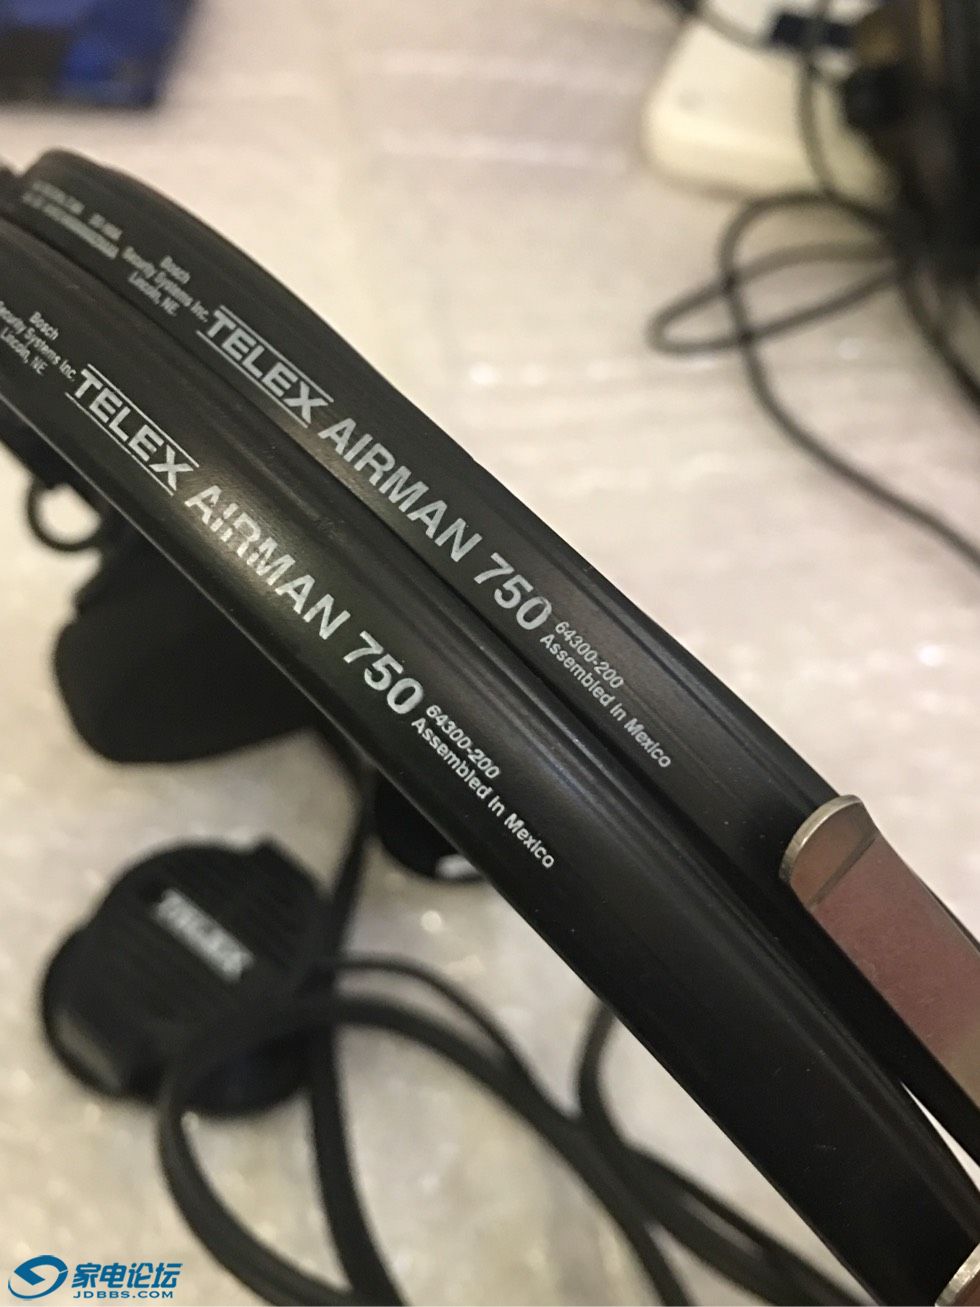 Bosch
Security Systems Inc.
Lincoln, NE
TELEX AIRMAN 750
64300-200
Assembled in Mexico
Bosch
Security Systems Inc.
Lincoln, NE
TELEX AIRMAN 750
64300-200
Assembled in Mexico
TELEX
家电论坛
JDBBS.COM